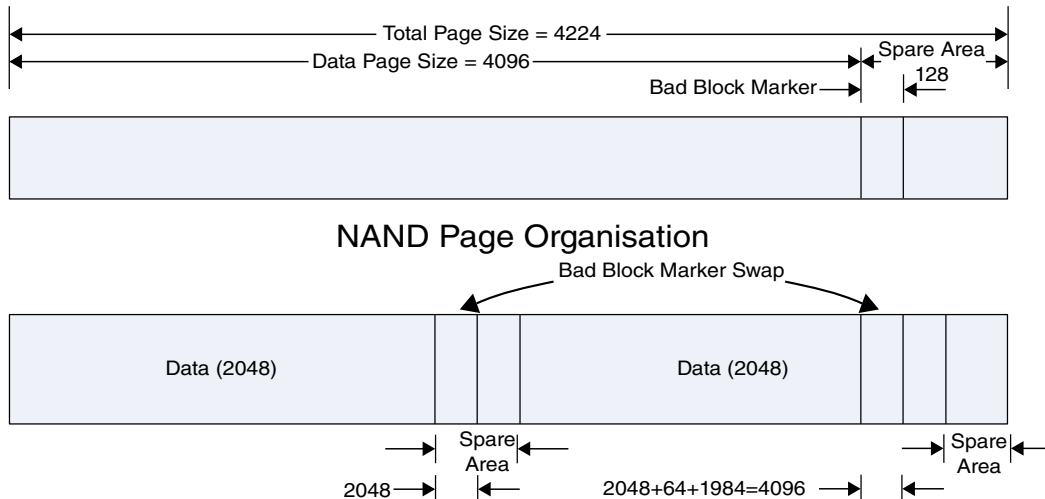 Total Page Size = 4224
Data Page Size = 4096
Spare Area
128
Bad Block Marker
NAND Page Organisation
Bad Block Marker Swap
Data (2048)
Data (2048)
Spare
Area
Spare
Area
2048
2048+64+1984=4096